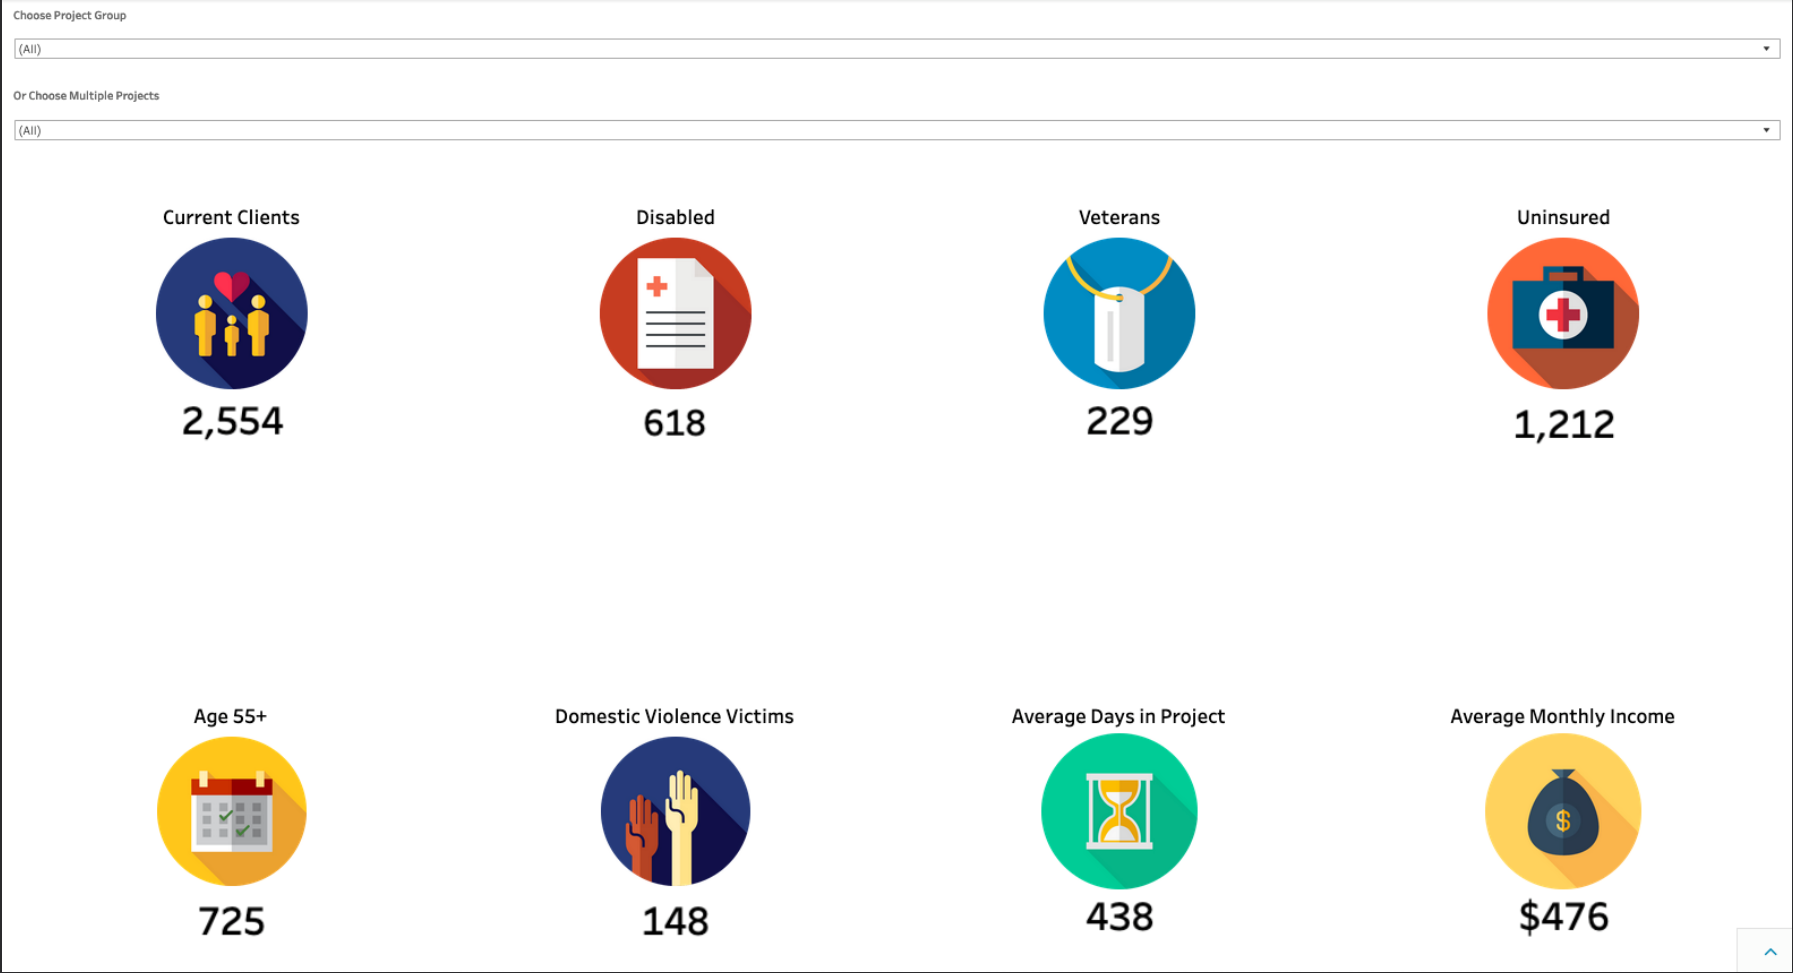 Choose Project Group
(All)
Or Choose Multiple Projects
(All)
Current Clients
Disabled
Veterans
Uninsured
2,554
618
229
1,212
Age 55+
Domestic Violence Victims
Average Days in Project
Average Monthly Income
$
725
148
438
$476